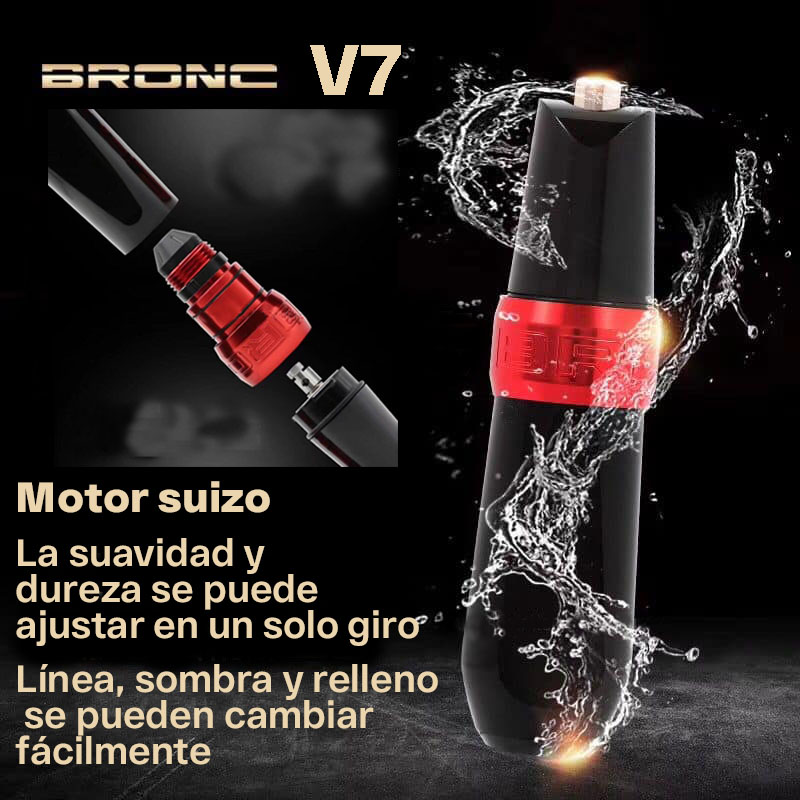 BRONC V7
Motor suizo
La suavidad y
dureza se puede
ajustar en un solo giro
Línea, sombra y relleno
se pueden cambiar
fácilmente